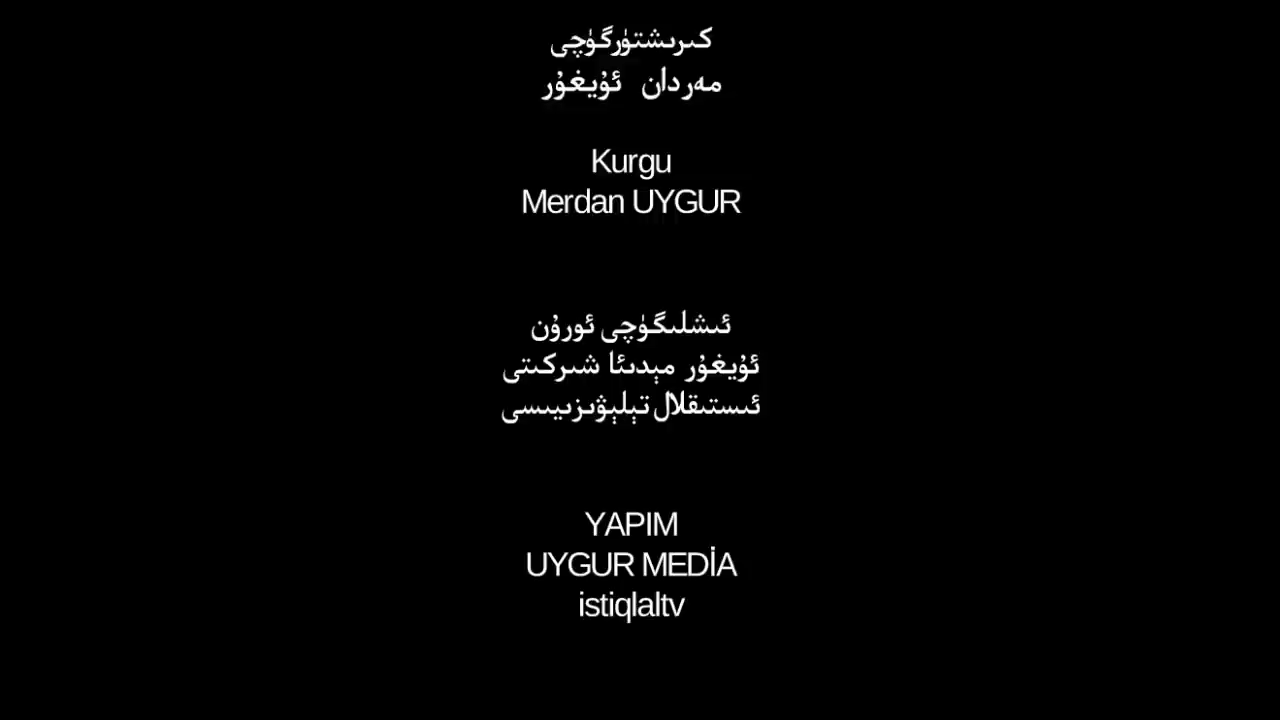 كىرىشتۈرگۈچى
مەردان ئۇيغۇر
Kurgu
Merdan UYGUR
ئىشلىگۈچى ئورۇن
ئۇيغۇر مېدىئا شىركىتى
ئىستىقلال تېلېۋىزىيىسى
YAPIM
UYGUR MEDİA
istiqlaltv